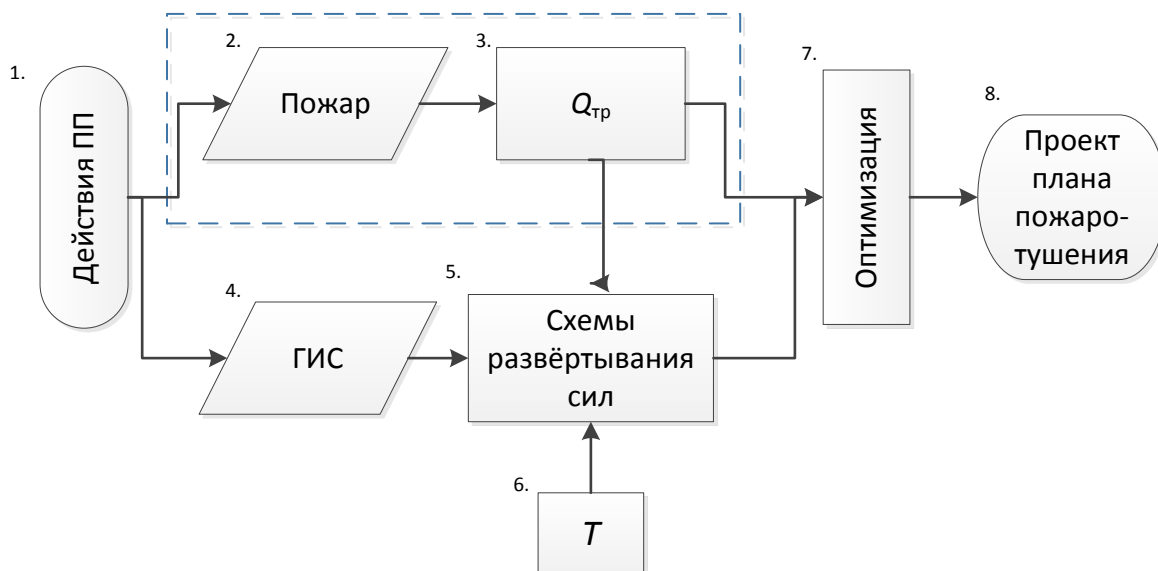 1.
Действия ПП
2.
Пожар
3.
Qтр
4.
ГИС
5.
Схемы
развёртывания
сил
6.
T
7.
Оптимизация
8.
Проект
плана
пожаро-
тушения